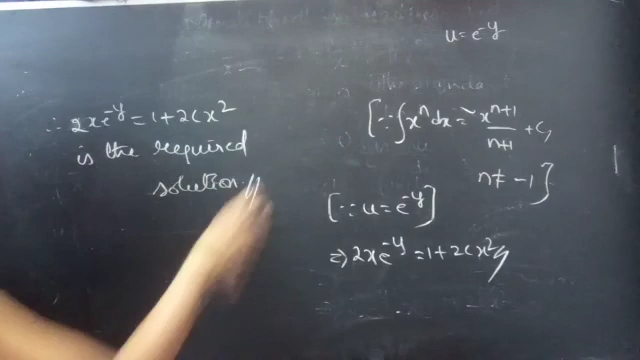 ∴ 2xe^-y = 1+2cx^2
is the required
solution.//
u = e^-y
[∵ ∫x^n dx = x^(n+1)/(n+1) + c,
n ≠ -1]
[∵ u = e^-y]
⇒ 2xe^-y = 1+2cx^2//